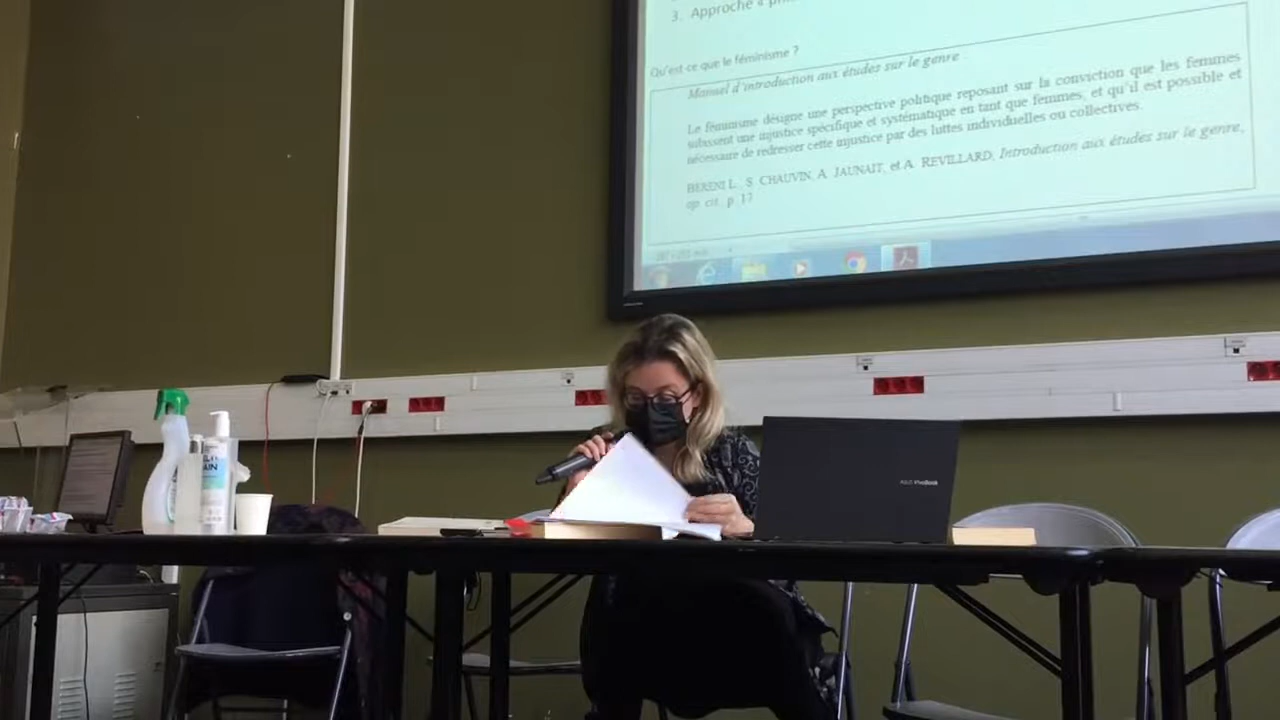 3. Approche «
Qu'est-ce que le féminisme ?
Manuel d'introduction aux études sur le genre.
Le féminisme désigne une perspective politique reposant sur la conviction que les femmes
subissent une injustice spécifique et systématique en tant que femmes, et qu'il est possible et
nécessaire de redresser cette injustice par des luttes individuelles ou collectives.
BERENI L., S. CHAUVIN, A. JAUNAIT, et A. REVILLARD, Introduction aux études sur le genre,
op. cit., p. 17
ASUS VivoBook